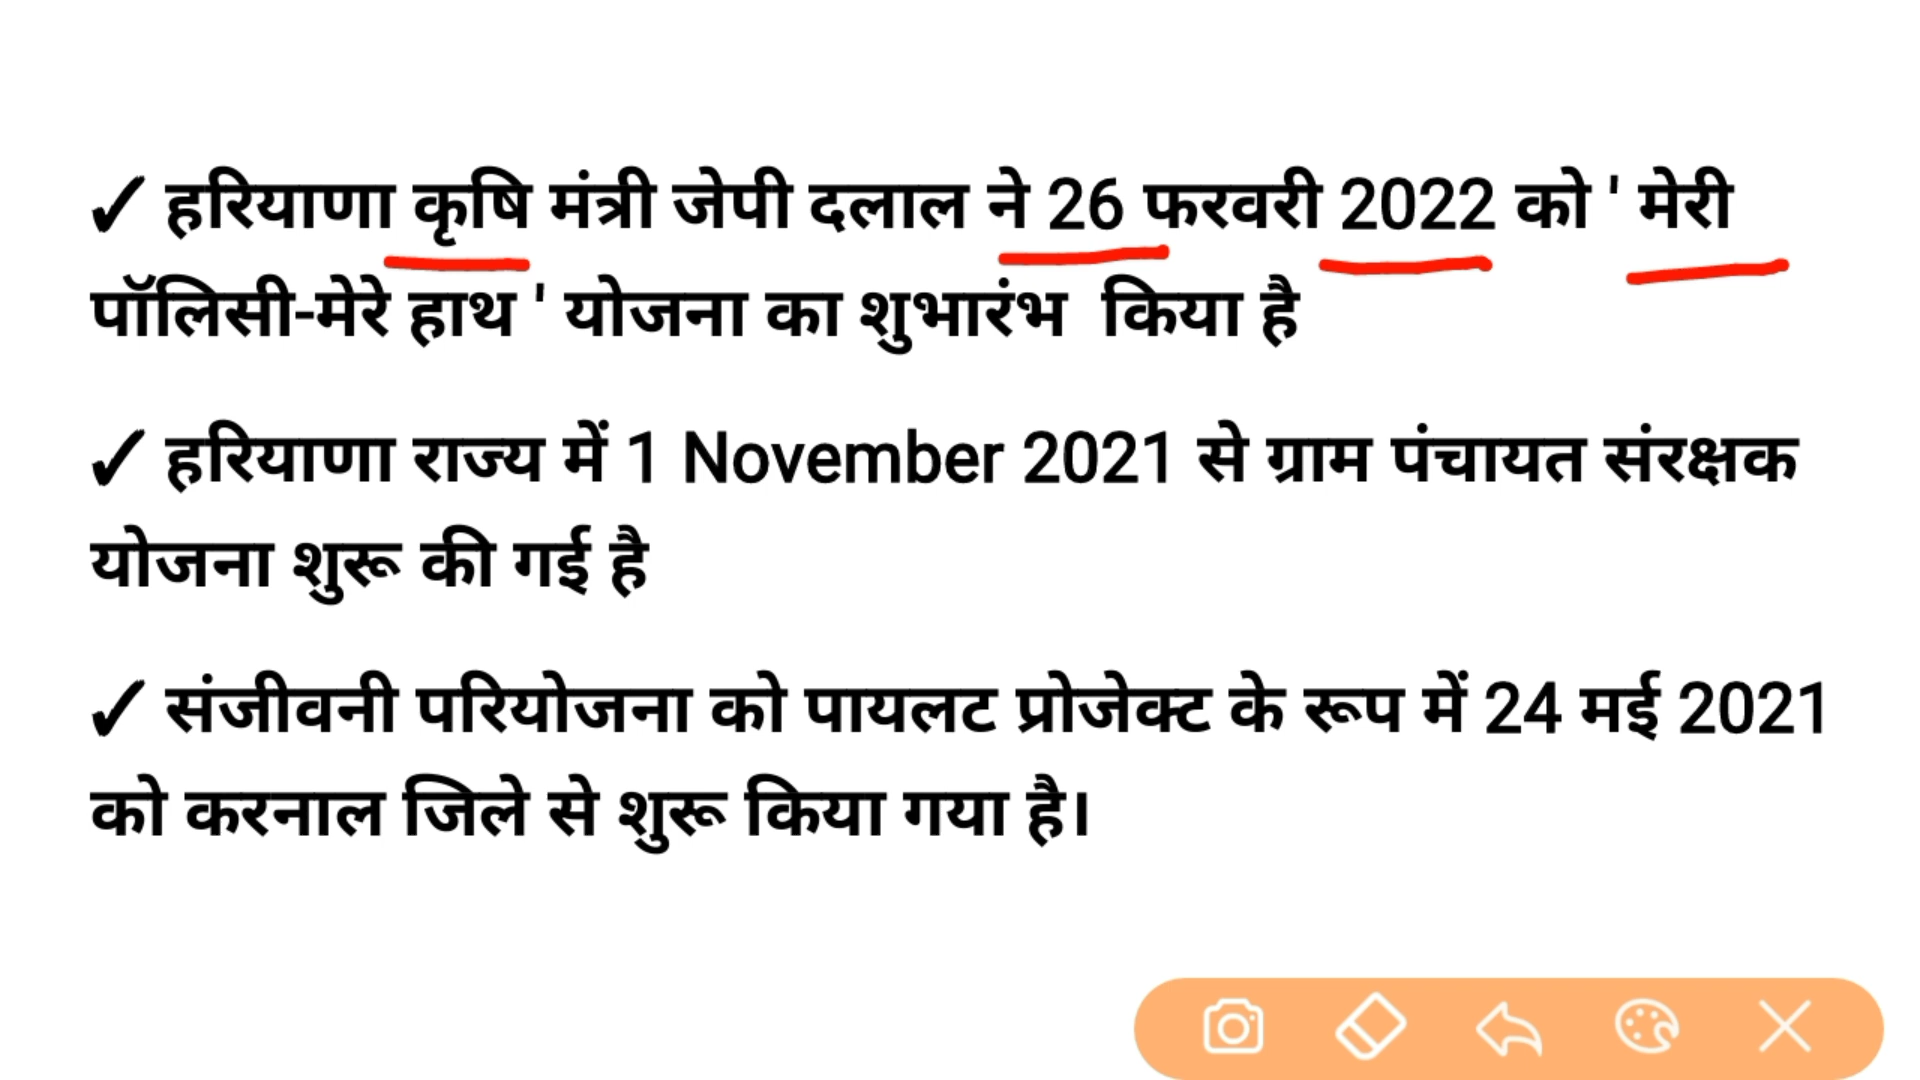 ✓ हरियाणा कृषि मंत्री जेपी दलाल ने 26 फरवरी 2022 को ' मेरी
पॉलिसी-मेरे हाथ ' योजना का शुभारंभ किया है
✓ हरियाणा राज्य में 1 November 2021 से ग्राम पंचायत संरक्षक
योजना शुरू की गई है
✓ संजीवनी परियोजना को पायलट प्रोजेक्ट के रूप में 24 मई 2021
को करनाल जिले से शुरू किया गया है।